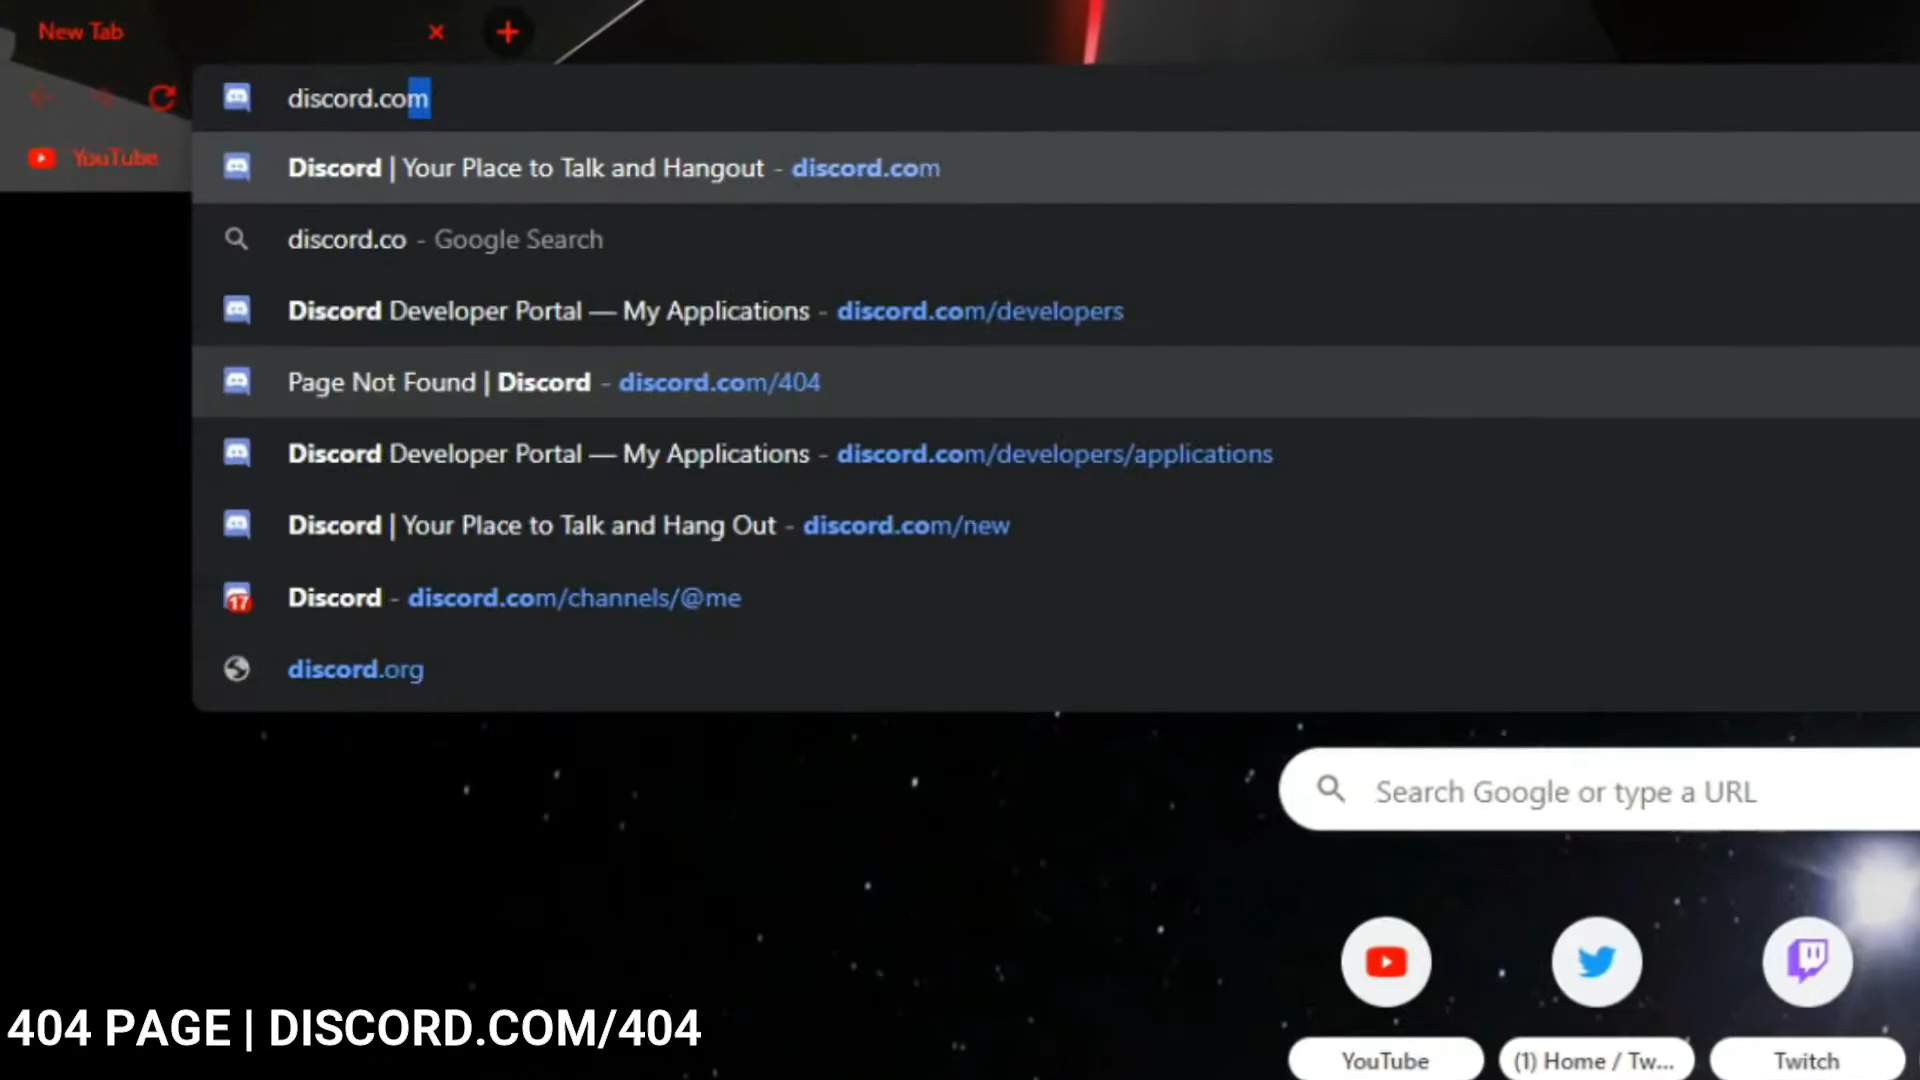 New Tab
discord.com
YouTube
Discord | Your Place to Talk and Hangout - discord.com
discord.co - Google Search
Discord Developer Portal — My Applications - discord.com/developers
Page Not Found | Discord - discord.com/404
Discord Developer Portal — My Applications - discord.com/developers/applications
Discord | Your Place to Talk and Hang Out - discord.com/new
17
Discord - discord.com/channels/@me
discord.org
Search Google or type a URL
YouTube
(1) Home / Tw...
Twitch
404 PAGE | DISCORD.COM/404